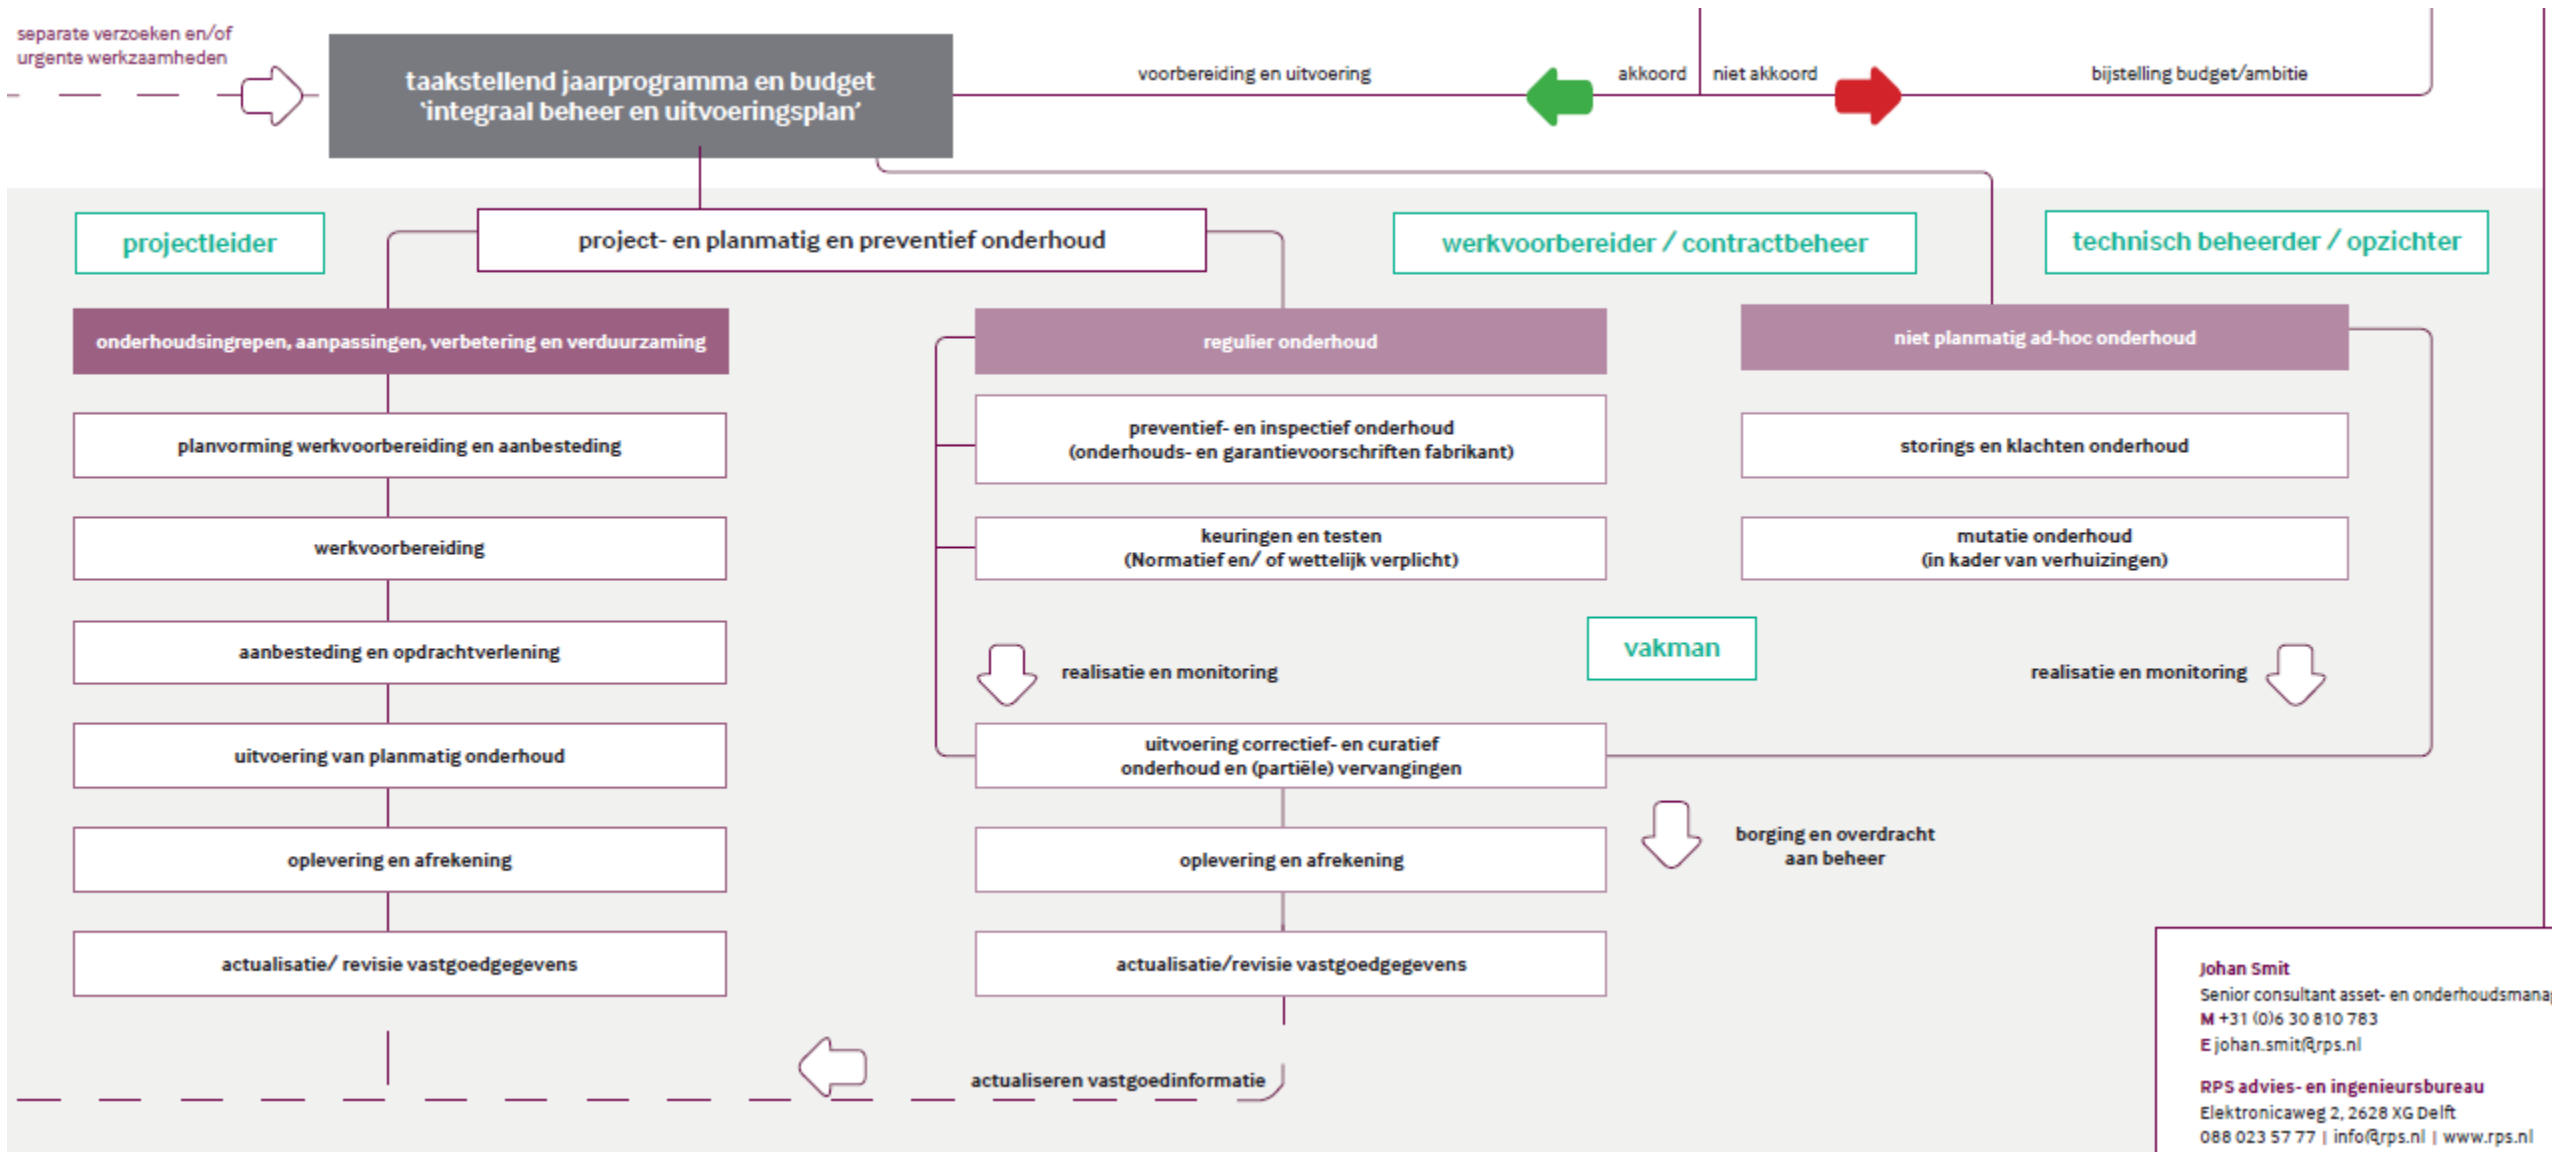 separate verzoeken en/of
urgente werkzaamheden
taakstellend jaarprogramma en budget
‘integraal beheer en uitvoeringsplan’
voorbereiding en uitvoering
akkoord
niet akkoord
bijstelling budget/ambitie
projectleider
project- en planmatig en preventief onderhoud
werkvoorbereider / contractbeheer
technisch beheerder / opzichter
onderhoudsingrepen, aanpassingen, verbetering en verduurzaming
planvorming werkvoorbereiding en aanbesteding
werkvoorbereiding
aanbesteding en opdrachtverlening
uitvoering van planmatig onderhoud
oplevering en afrekening
actualisatie/ revisie vastgoedgegevens
regulier onderhoud
preventief- en inspectief onderhoud
(onderhouds- en garantievoorschriften fabrikant)
keuringen en testen
(Normatief en/ of wettelijk verplicht)
realisatie en monitoring
uitvoering correctief- en curatief
onderhoud en (partiële) vervangingen
oplevering en afrekening
actualisatie/revisie vastgoedgegevens
actualiseren vastgoedinformatie
niet planmatig ad-hoc onderhoud
storings en klachten onderhoud
mutatie onderhoud
(in kader van verhuizingen)
vakman
realisatie en monitoring
borging en overdracht
aan beheer
Johan Smit
Senior consultant asset- en onderhoudsmanag
M +31 (0)6 30 810 783
E johan.smit@rps.nl
RPS advies- en ingenieursbureau
Elektronicaweg 2, 2628 XG Delft
088 023 57 77 | info@rps.nl | www.rps.nl